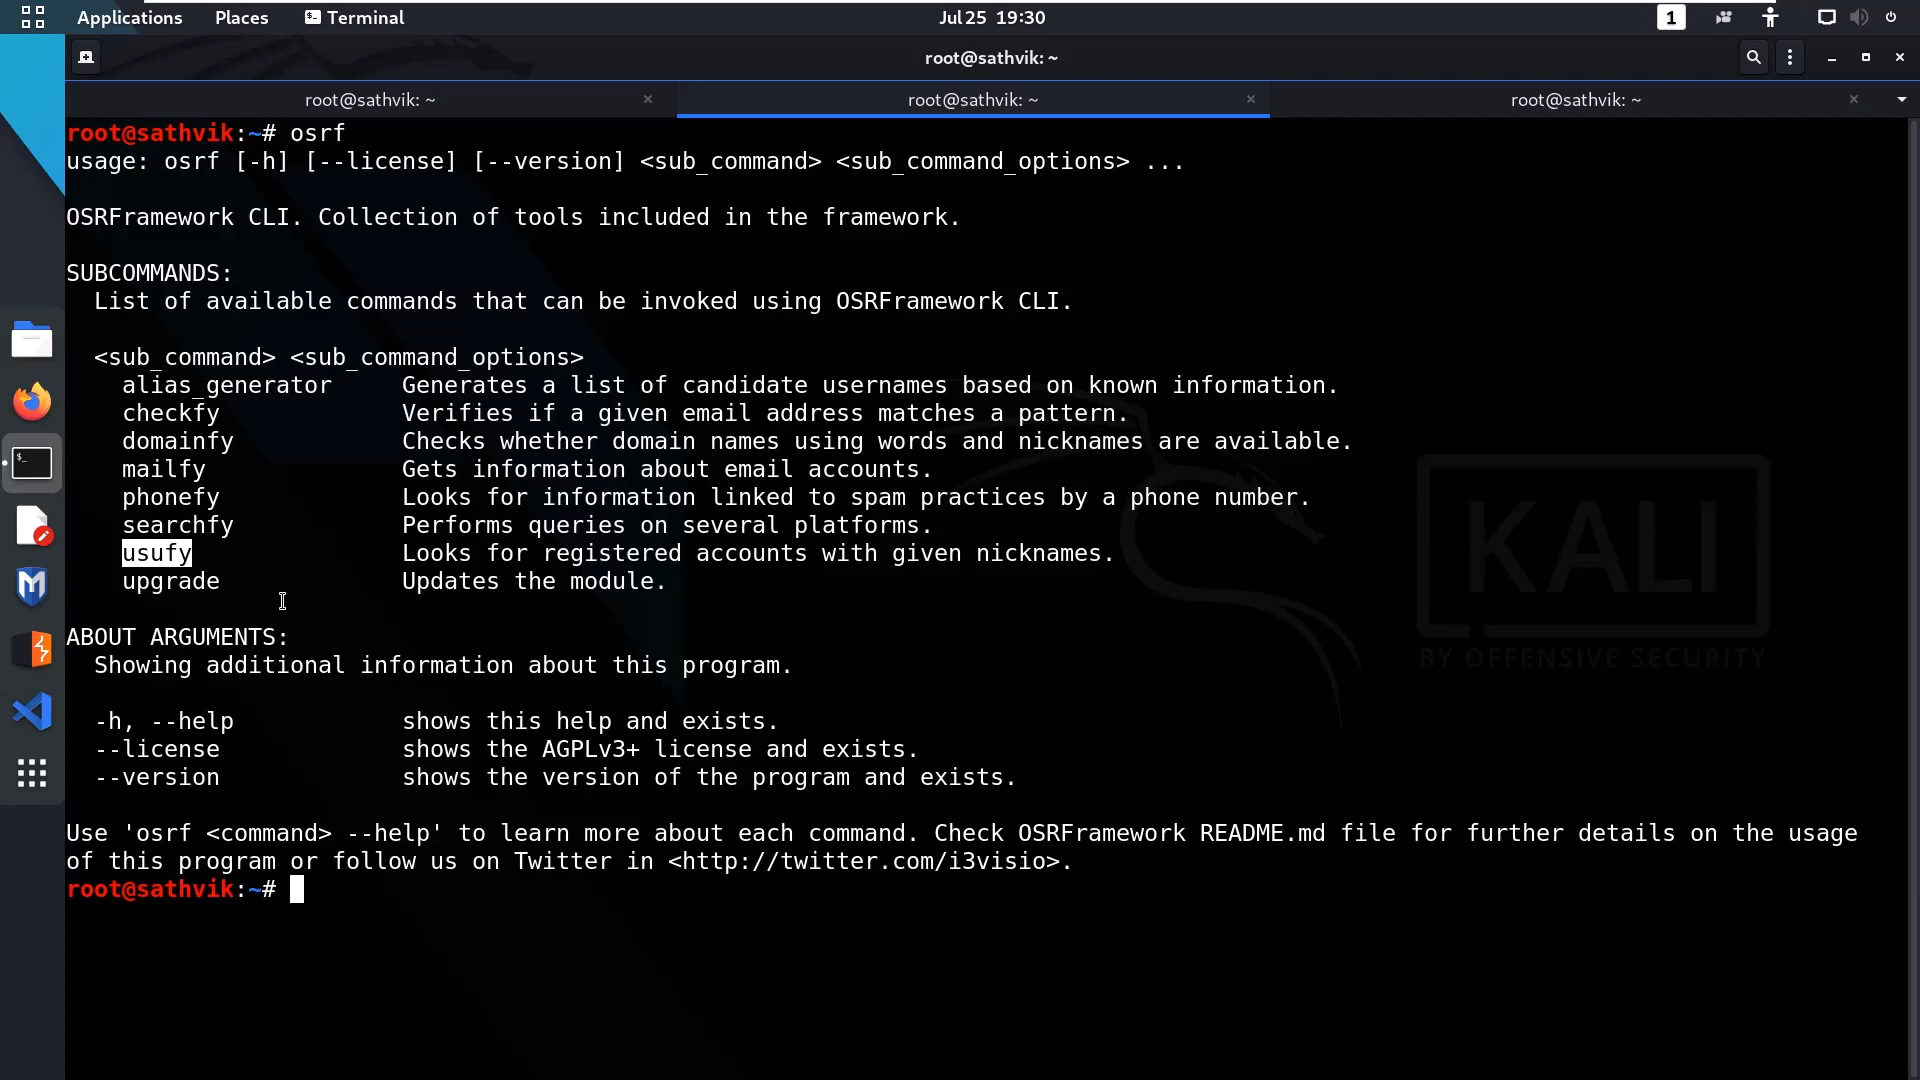 Applications Places Terminal Jul 25 19:30 1
root@sathvik: ~
root@sathvik: ~ root@sathvik: ~ root@sathvik: ~
root@sathvik:~# osrf
usage: osrf [-h] [--license] [--version] <sub_command> <sub_command_options> ...
OSRFramework CLI. Collection of tools included in the framework.
SUBCOMMANDS:
List of available commands that can be invoked using OSRFramework CLI.
<sub_command> <sub_command_options>
alias_generator Generates a list of candidate usernames based on known information.
checkfy Verifies if a given email address matches a pattern.
domainfy Checks whether domain names using words and nicknames are available.
mailfy Gets information about email accounts.
phonefy Looks for information linked to spam practices by a phone number.
searchfy Performs queries on several platforms.
usufy Looks for registered accounts with given nicknames.
upgrade Updates the module.
ABOUT ARGUMENTS:
Showing additional information about this program.
-h, --help shows this help and exists.
--license shows the AGPLv3+ license and exists.
--version shows the version of the program and exists.
Use 'osrf <command> --help' to learn more about each command. Check OSRFramework README.md file for further details on the usage
of this program or follow us on Twitter in <http://twitter.com/i3visio>.
root@sathvik:~#
KALI
BY OFFENSIVE SECURITY